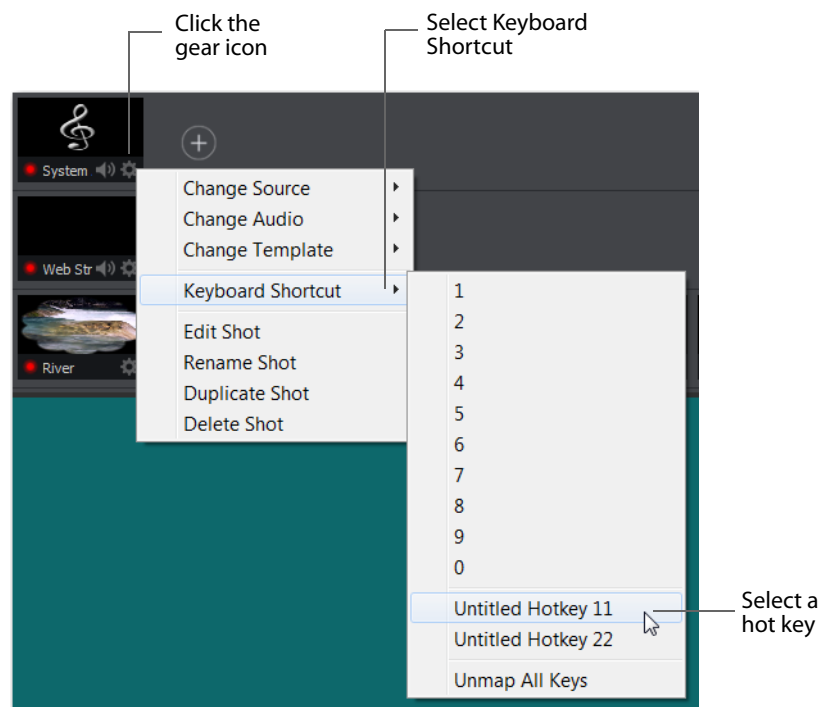 Click the
gear icon
Select Keyboard
Shortcut
System
Change Source
Change Audio
Change Template
Web Str
Keyboard Shortcut
Edit Shot
Rename Shot
River
Duplicate Shot
Delete Shot
1
2
3
4
5
6
7
8
9
0
Untitled Hotkey 11
Untitled Hotkey 22
Unmap All Keys
Select a
hot key